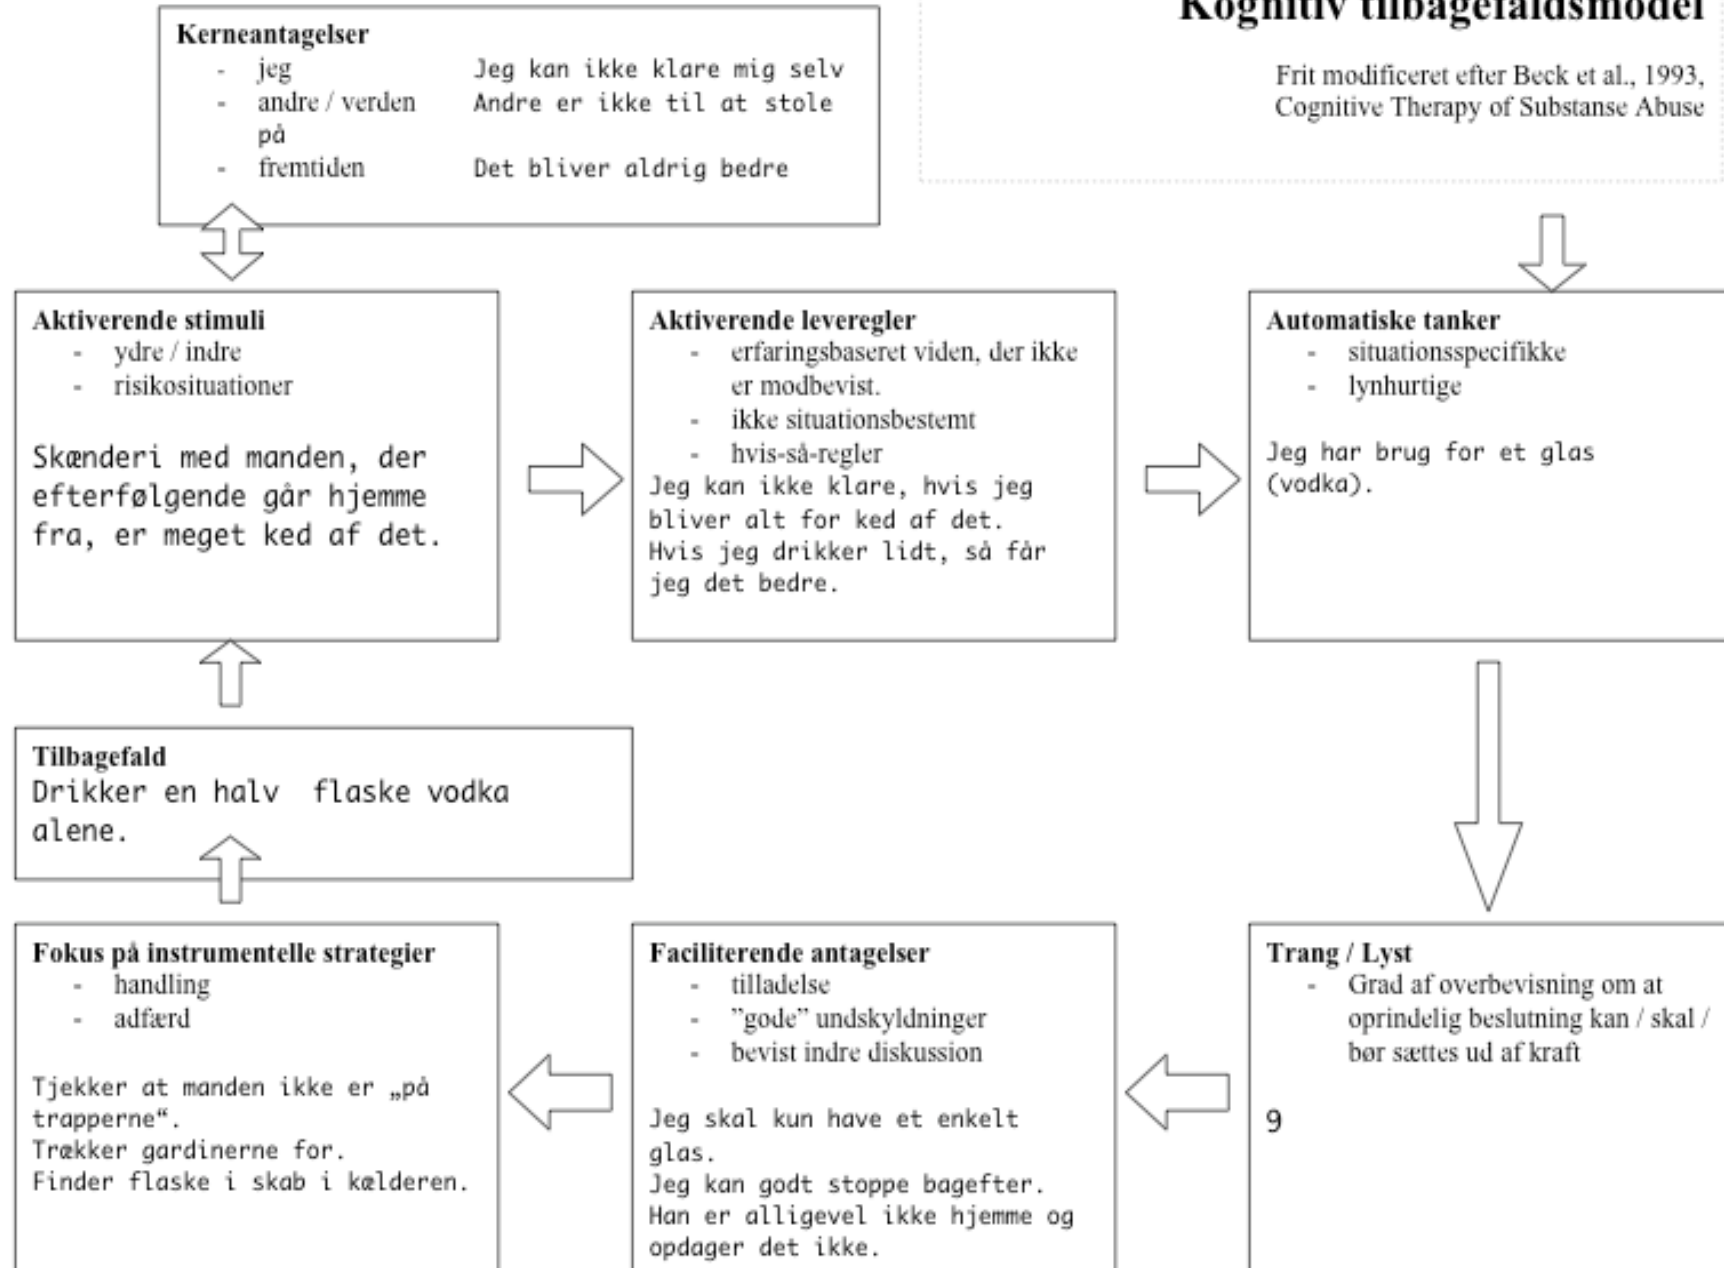 Kognitiv tilbagefaldsmodel
Frit modificeret efter Beck et al., 1993,
Cognitive Therapy of Substanse Abuse
Kerneantagelser
- jeg Jeg kan ikke klare mig selv
- andre / verden Andre er ikke til at stole
på
- fremtiden Det bliver aldrig bedre
Aktiverende stimuli
- ydre / indre
- risikosituationer
Skænderi med manden, der
efterfølgende går hjemme
fra, er meget ked af det.
Aktiverende leveregler
- erfaringsbaseret viden, der ikke
er modbevist.
- ikke situationsbestemt
- hvis-så-regler
Jeg kan ikke klare, hvis jeg
bliver alt for ked af det.
Hvis jeg drikker lidt, så får
jeg det bedre.
Automatiske tanker
- situationsspecifikke
- lynhurtige
Jeg har brug for et glas
(vodka).
Trang / Lyst
- Grad af overbevisning om at
oprindelig beslutning kan / skal /
bør sættes ud af kraft
9
Faciliterende antagelser
- tilladelse
- ”gode” undskyldninger
- bevist indre diskussion
Jeg skal kun have et enkelt
glas.
Jeg kan godt stoppe bagefter.
Han er alligevel ikke hjemme og
opdager det ikke.
Fokus på instrumentelle strategier
- handling
- adfærd
Tjekker at manden ikke er „på
trapperne“.
Trækker gardinerne for.
Finder flaske i skab i kælderen.
Tilbagefald
Drikker en halv flaske vodka
alene.